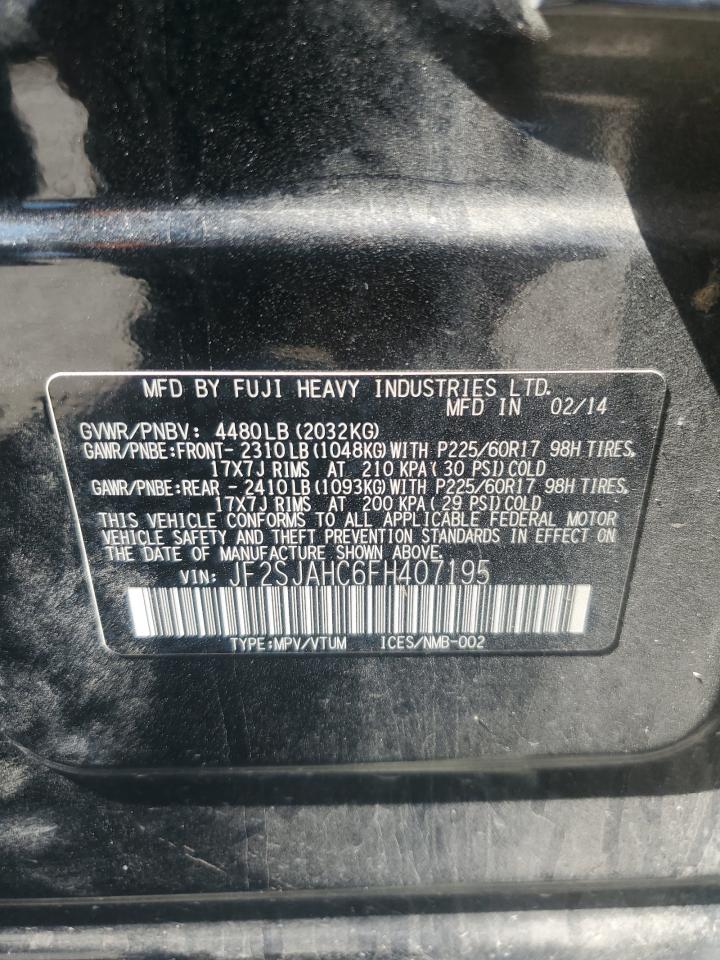 MFD BY FUJI HEAVY INDUSTRIES LTD.
MFD IN 02/14
GVWR/PNBV: 4480LB (2032KG)
GAWR/PNBE:FRONT- 2310 LB (1048KG) WITH P225/60R17 98H TIRES,
17X7J RIMS AT 210 KPA( 30 PSI)COLD
GAWR/PNBE:REAR - 2410 LB (1093KG) WITH P225/60R17 98H TIRES,
17X7J RIMS AT 200 KPA( 29 PSI)COLD
THIS VEHICLE CONFORMS TO ALL APPLICABLE FEDERAL MOTOR
VEHICLE SAFETY AND THEFT PREVENTION STANDARDS IN EFFECT ON
THE DATE OF MANUFACTURE SHOWN ABOVE.
VIN: JF2SJAHC6FH407195
TYPE:MPV/VTUM ICES/NMB-002